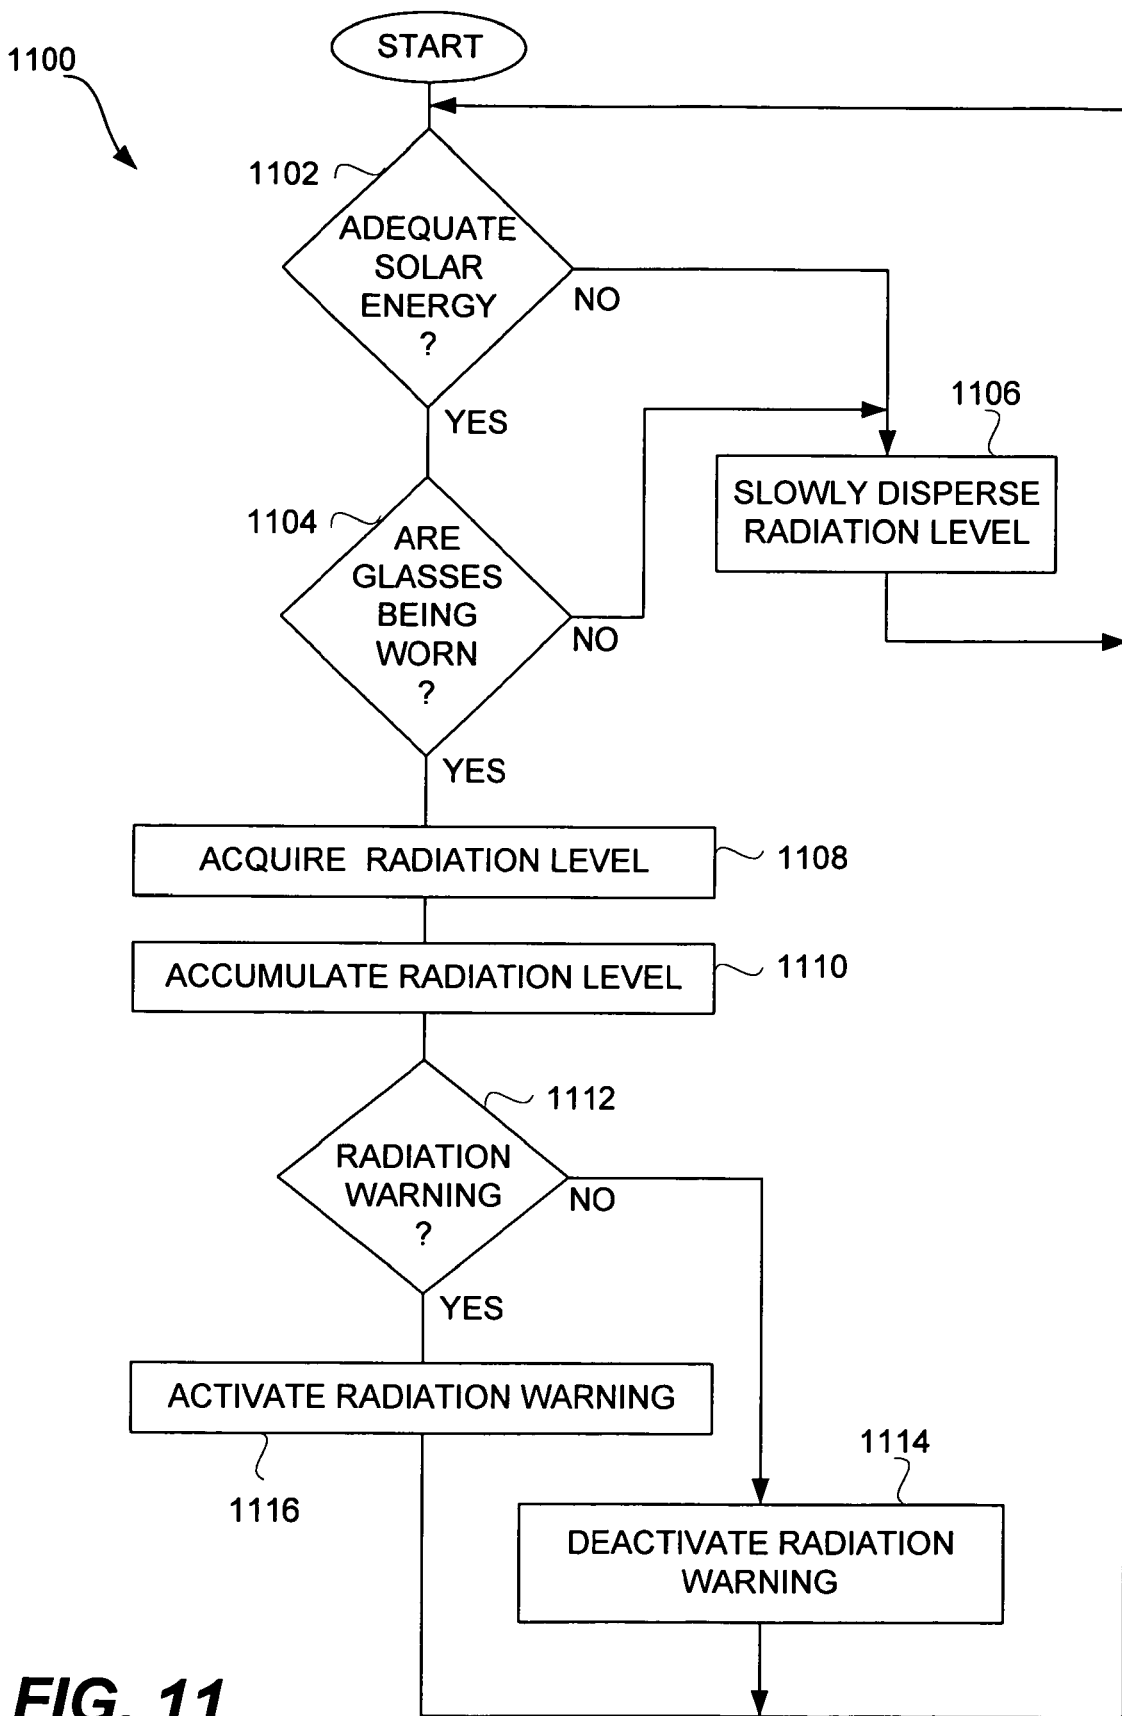 START
1100
1102
ADEQUATE
SOLAR
ENERGY
?
NO
YES
1106
SLOWLY DISPERSE
RADIATION LEVEL
1104
ARE
GLASSES
BEING
WORN
?
NO
YES
ACQUIRE RADIATION LEVEL
1108
ACCUMULATE RADIATION LEVEL
1110
1112
RADIATION
WARNING
?
NO
YES
ACTIVATE RADIATION WARNING
1116
1114
DEACTIVATE RADIATION
WARNING
FIG. 11